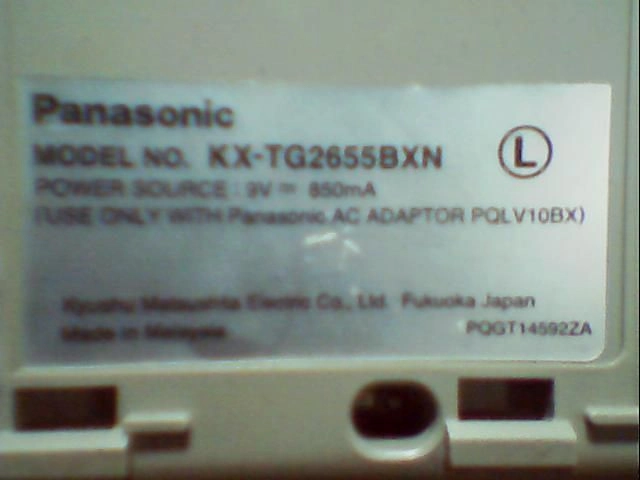 Panasonic
MODEL NO. KX-TG2655BXN
L
POWER SOURCE : 9V ⎓ 850mA
(USE ONLY WITH Panasonic AC ADAPTOR PQLV10BX)
Kyushu Matsushita Electric Co., Ltd. Fukuoka Japan
Made in Malaysia
PQGT14592ZA